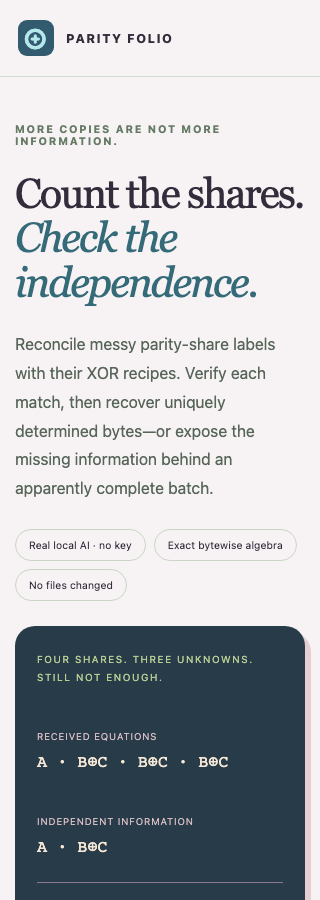 PARITY FOLIO
MORE COPIES ARE NOT MORE
INFORMATION.
Count the shares.
Check the
independence.
Reconcile messy parity-share labels
with their XOR recipes. Verify each
match, then recover uniquely
determined bytes—or expose the
missing information behind an
apparently complete batch.
Real local AI · no key
Exact bytewise algebra
No files changed
FOUR SHARES. THREE UNKNOWNS.
STILL NOT ENOUGH.
RECEIVED EQUATIONS
A · B⊕C · B⊕C · B⊕C
INDEPENDENT INFORMATION
A · B⊕C